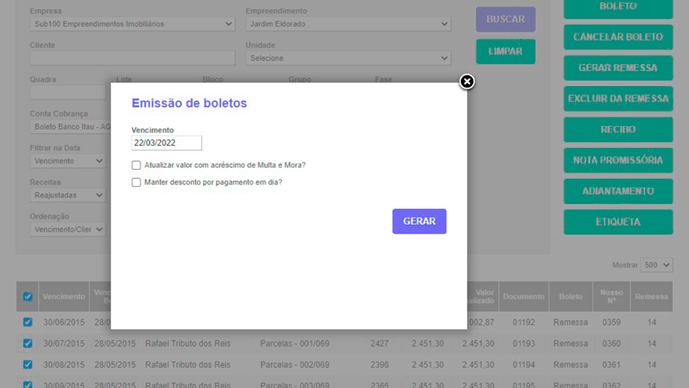 Empresa
Empreendimento
BOLETO
Sub100 Empreendimentos Imobiliários
Jardim Eldorado
BUSCAR
CANCELAR BOLETO
Cliente
Unidade
Selecione
LIMPAR
GERAR REMESSA
Quadra Lote Bloco Grupo Fase
EXCLUIR DA REMESSA
Emissão de boletos
Conta Cobrança
Boleto Banco Itau - AG
Vencimento
22/03/2022
RECIBO
Filtrar na Data
Vencimento
Atualizar valor com acréscimo de Multa e Mora?
NOTA PROMISSÓRIA
Receitas
Reajustadas
Manter desconto por pagamento em dia?
ADIANTAMENTO
Ordenação
Vencimento/Clien
GERAR
ETIQUETA
Mostrar 500
Vencimento Valor Documento Boleto Nosso Nº Remessa
30/06/2015 28/0 002,87 01192 Remessa 0359 14
30/07/2015 28/05/2015 Rafael Tributo dos Reis Parcelas - 001/069 2427 2.451,30 2.451,30 01193 Remessa 0360 14
30/08/2015 28/05/2015 Rafael Tributo dos Reis Parcelas - 002/069 2396 2.451,30 2.451,30 01194 Remessa 0361 14
30/09/2015 28/05/2015 Rafael Tributo dos Reis Parcelas - 003/069 2365 2.451,30 2.451,30 01195 Remessa 0362 14